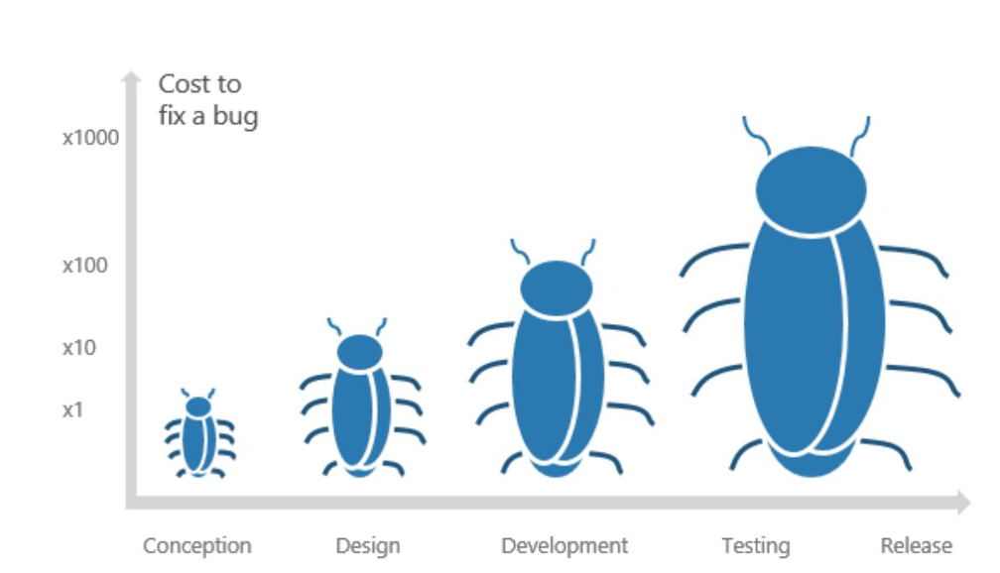 Cost to
fix a bug
x1000
x100
x10
x1
Conception Design Development Testing Release